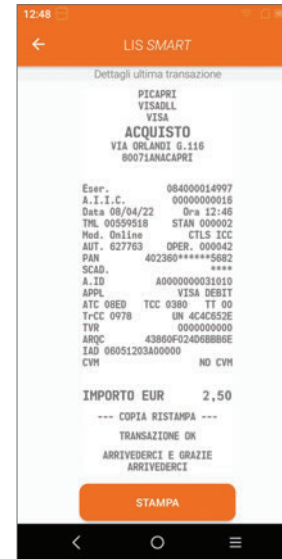 12:48
LIS SMART
Dettagli ultima transazione
PICAPRI
VISADLL
VISA
ACQUISTO
VIA ORLANDI G.116
80071ANACAPRI
Eser. 084000014997
A.I.I.C. 00000000016
Data 08/04/22 Ora 12:46
TML 00559518 STAN 000002
Mod. Online CTLS ICC
AUT. 627763 OPER. 000042
PAN 402360******5682
SCAD. ****
A.ID A0000000031010
APPL VISA DEBIT
ATC 08ED TCC 0380 TT 00
TrCC 0978 UN 4C4C652E
TVR 0000000000
ARQC 43860F024D6BBB6E
IAD 06051203A00000
CVM NO CVM
IMPORTO EUR 2,50
--- COPIA RISTAMPA ---
TRANSAZIONE OK
ARRIVEDERCI E GRAZIE
ARRIVEDERCI
STAMPA